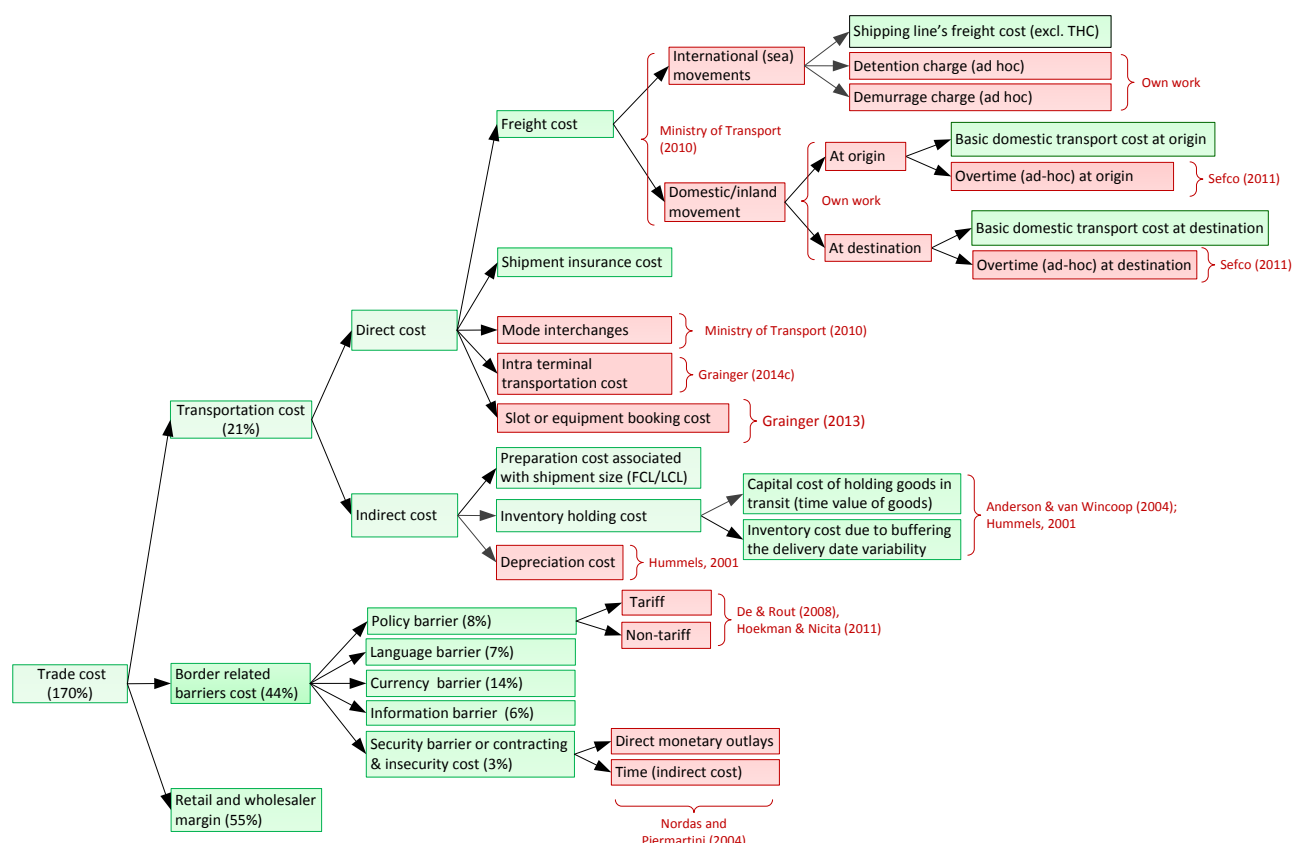 Shipping line's freight cost (excl. THC)
International (sea)
movements
Detention charge (ad hoc)
Own work
Demurrage charge (ad hoc)
Freight cost
Ministry of Transport
(2010)
Basic domestic transport cost at origin
At origin
Overtime (ad-hoc) at origin
Sefco (2011)
Domestic/inland
movement
Own work
Basic domestic transport cost at destination
At destination
Overtime (ad-hoc) at destination
Sefco (2011)
Shipment insurance cost
Direct cost
Mode interchanges
Ministry of Transport (2010)
Intra terminal
transportation cost
Grainger (2014c)
Transportation cost
(21%)
Slot or equipment booking cost
Grainger (2013)
Preparation cost associated
with shipment size (FCL/LCL)
Capital cost of holding goods in
transit (time value of goods)
Indirect cost
Inventory holding cost
Anderson & van Wincoop (2004);
Hummels, 2001
Inventory cost due to buffering
the delivery date variability
Depreciation cost
Hummels, 2001
Policy barrier (8%)
Tariff
Non-tariff
De & Rout (2008),
Hoekman & Nicita (2011)
Language barrier (7%)
Trade cost
(170%)
Border related
barriers cost (44%)
Currency barrier (14%)
Information barrier (6%)
Security barrier or contracting
& insecurity cost (3%)
Direct monetary outlays
Time (indirect cost)
Retail and wholesaler
margin (55%)
Nordas and
Piermartini (2004)